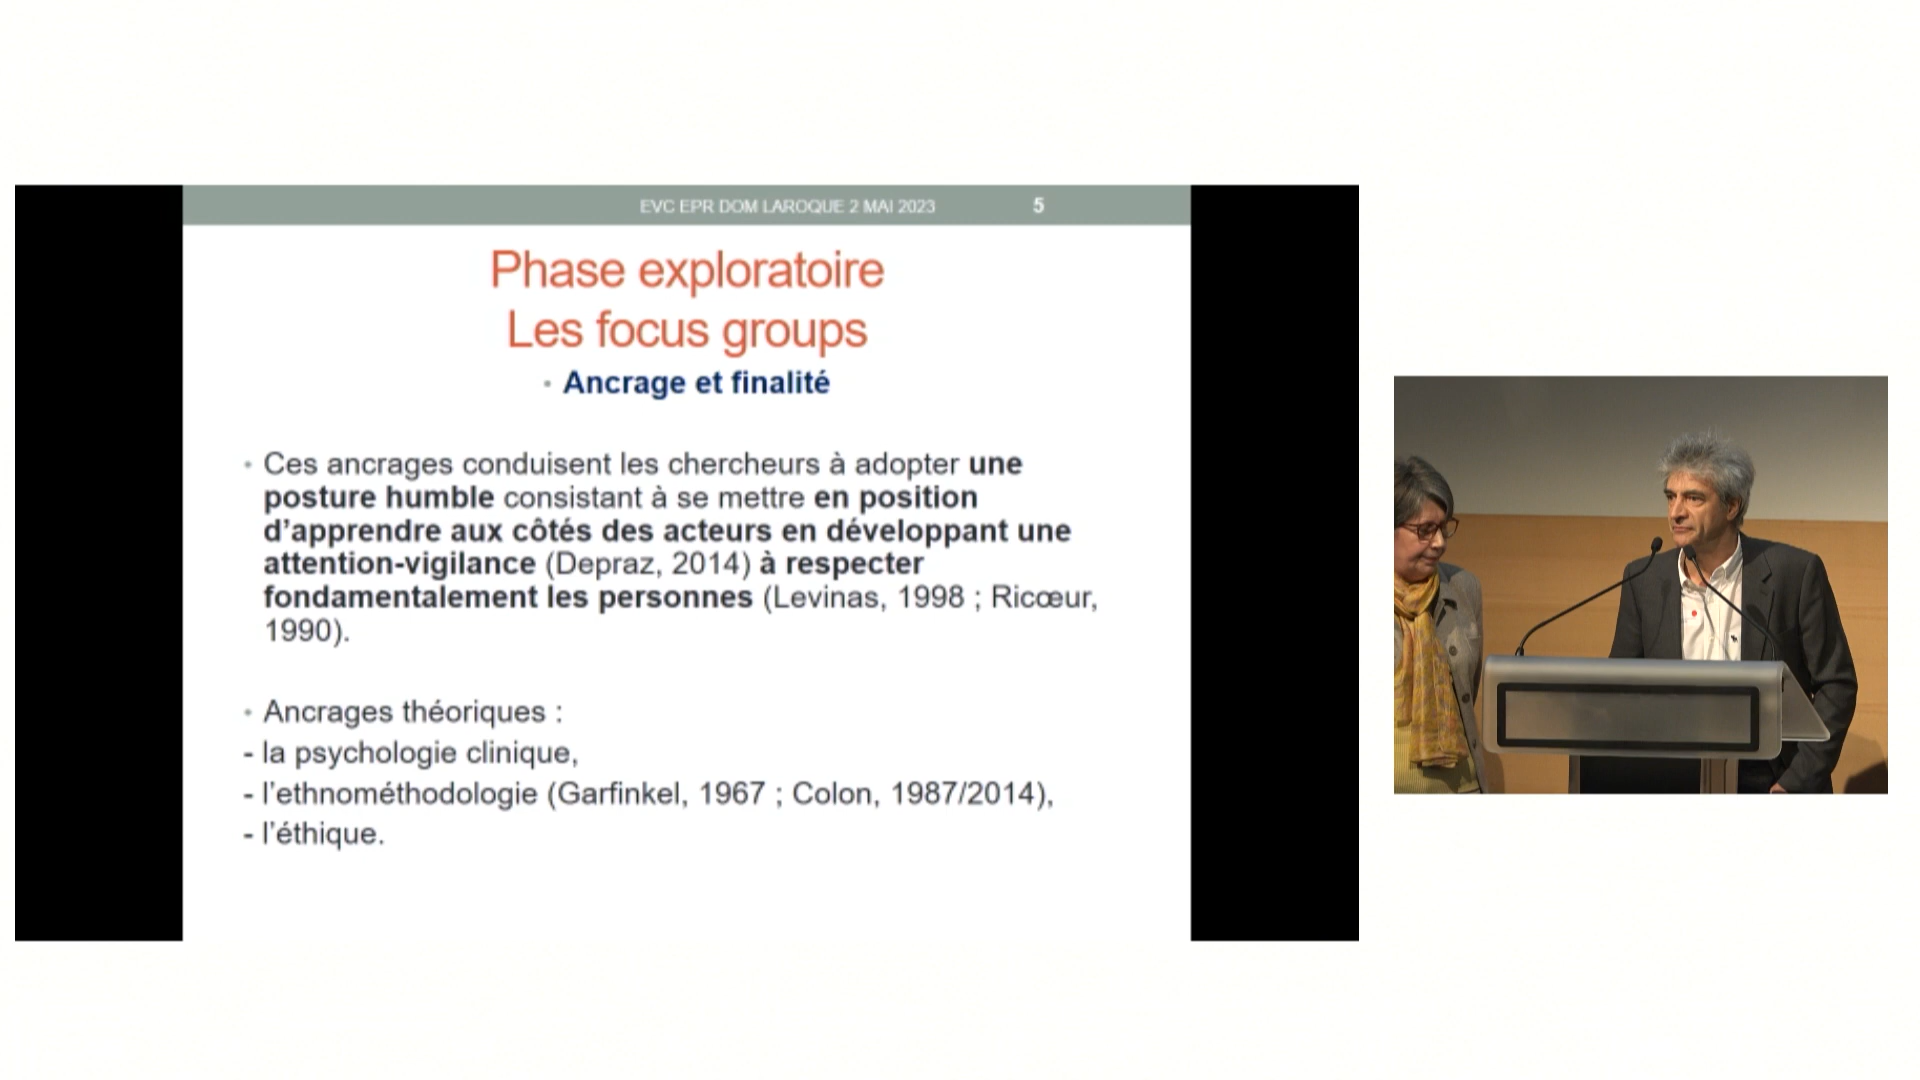 EVC EPR DOM LAROQUE 2 MAI 2023 5
Phase exploratoire
Les focus groups
• Ancrage et finalité
• Ces ancrages conduisent les chercheurs à adopter une
posture humble consistant à se mettre en position
d’apprendre aux côtés des acteurs en développant une
attention-vigilance (Depraz, 2014) à respecter
fondamentalement les personnes (Levinas, 1998 ; Ricœur,
1990).
• Ancrages théoriques :
- la psychologie clinique,
- l’ethnométhodologie (Garfinkel, 1967 ; Colon, 1987/2014),
- l’éthique.